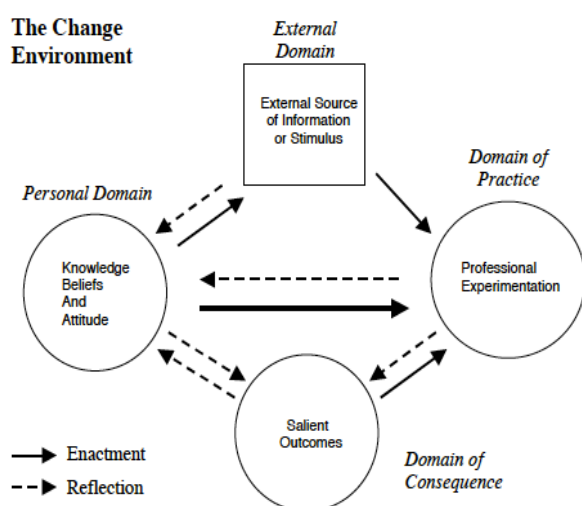 The Change
Environment
External
Domain
External Source
of Information
or Stimulus
Domain of
Practice
Personal Domain
Knowledge
Beliefs
And
Attitude
Professional
Experimentation
Salient
Outcomes
Domain of
Consequence
Enactment
Reflection